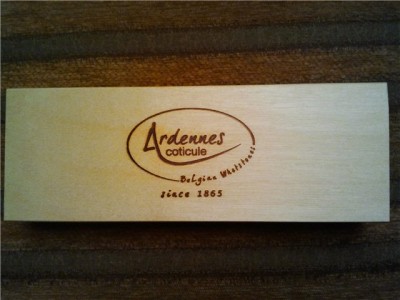 Ardennes
coticule
Belgian Whetstones
since 1865